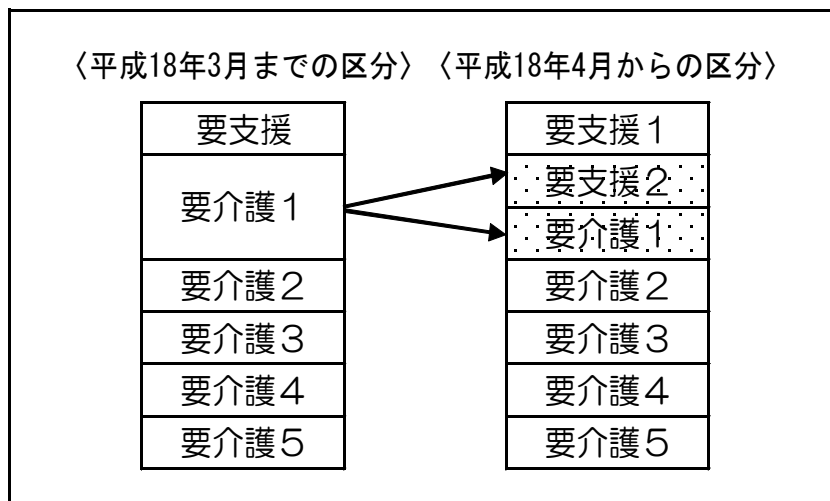 〈平成18年3月までの区分〉
要支援
要介護１
要介護２
要介護３
要介護４
要介護５
〈平成18年4月からの区分〉
要支援１
要支援２
要介護１
要介護２
要介護３
要介護４
要介護５